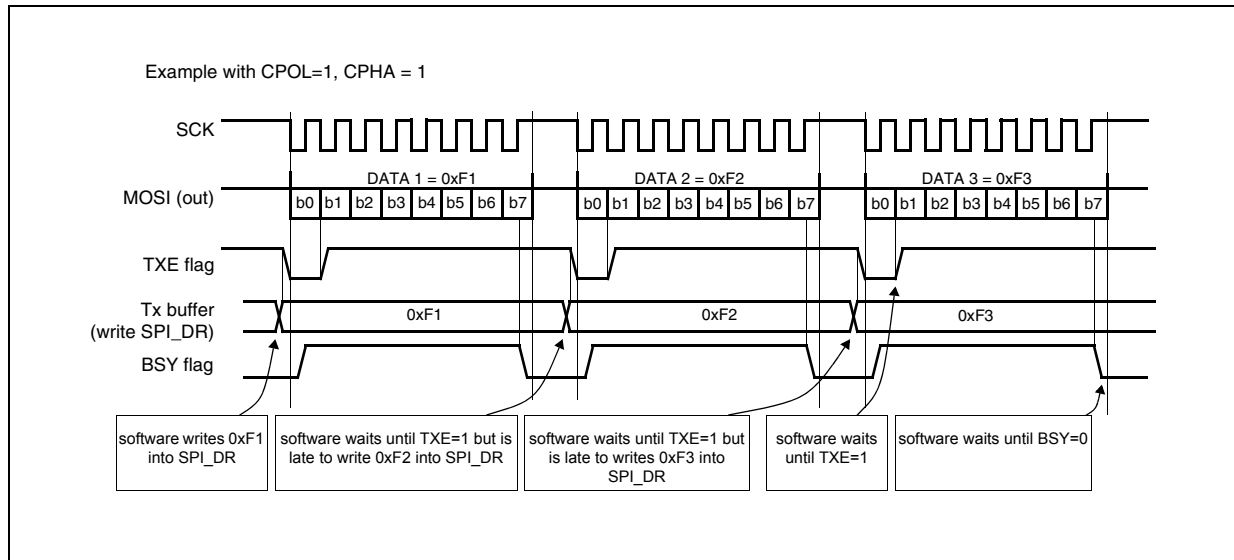 Example with CPOL=1, CPHA = 1
SCK
DATA 1 = 0xF1
DATA 2 = 0xF2
DATA 3 = 0xF3
MOSI (out)
b0 b1 b2 b3 b4 b5 b6 b7
b0 b1 b2 b3 b4 b5 b6 b7
b0 b1 b2 b3 b4 b5 b6 b7
TXE flag
Tx buffer
(write SPI_DR)
0xF1
0xF2
0xF3
BSY flag
software writes 0xF1
into SPI_DR
software waits until TXE=1 but is
late to write 0xF2 into SPI_DR
software waits until TXE=1 but
is late to writes 0xF3 into
SPI_DR
software waits
until TXE=1
software waits until BSY=0